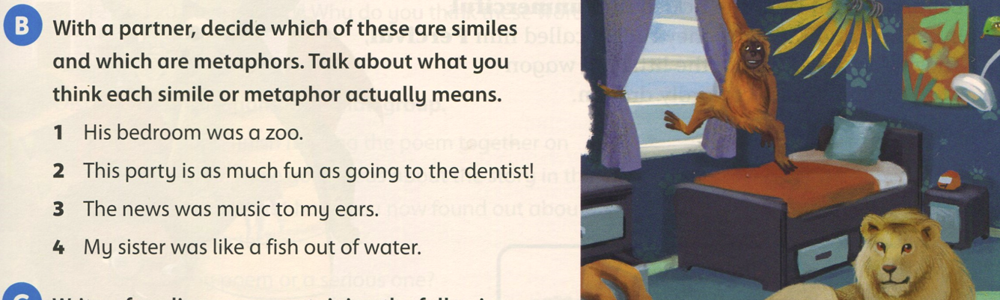 B With a partner, decide which of these are similes
and which are metaphors. Talk about what you
think each simile or metaphor actually means.
1 His bedroom was a zoo.
2 This party is as much fun as going to the dentist!
3 The news was music to my ears.
4 My sister was like a fish out of water.